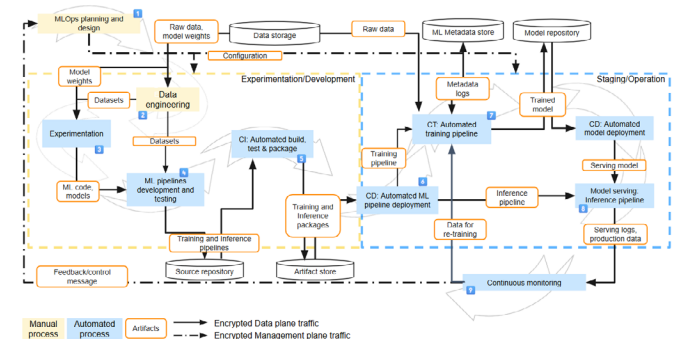 MLOps planning and
design
1
Raw data,
model weights
Data storage
Raw data
ML Metadata store
Model repository
Configuration
Experimentation/Development
Staging/Operation
Model
weights
Datasets
Data
engineering
2
Metadata
logs
Trained
model
Experimentation
3
Datasets
CI: Automated build,
test & package
5
CT: Automated
training pipeline
7
CD: Automated
model deployment
Training
pipeline
Serving model
ML code,
models
ML pipelines
development and
testing
4
CD: Automated ML
pipeline deployment
6
Inference
pipeline
Model serving:
Inference pipeline
8
Training and
Inference
packages
Training and inference
pipelines
Data for
re-training
Serving logs,
production data
Feedback/control
message
Source repository
Artifact store
Continuous monitoring
9
Manual
process
Automated
process
Artifacts
Encrypted Data plane traffic
Encrypted Management plane traffic